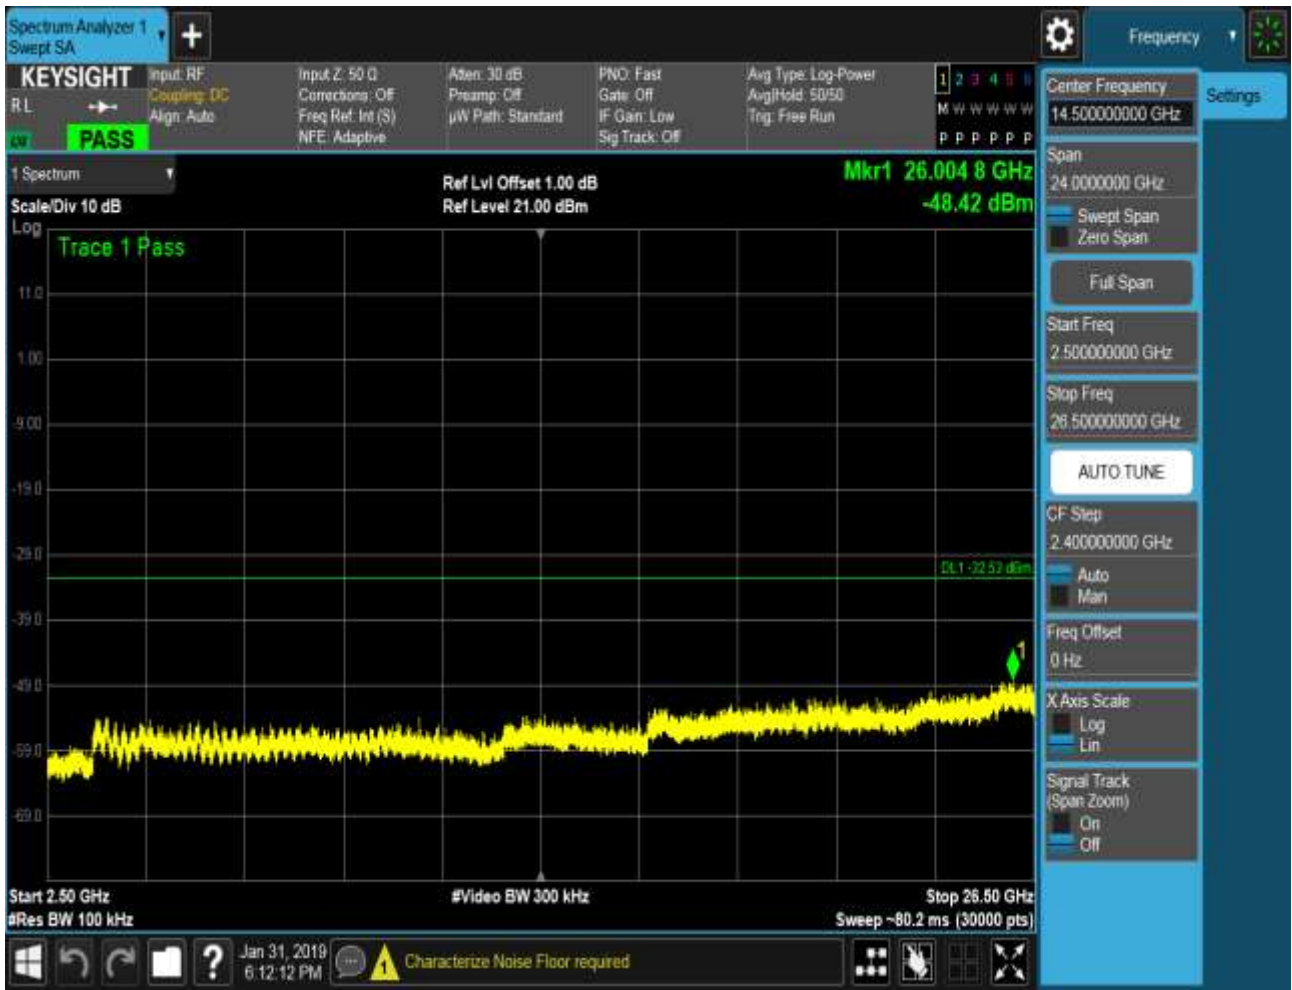 Spectrum Analyzer 1
Swept SA
+
Frequency
KEYSIGHT
R L
PASS
Input: RF
Coupling: DC
Align: Auto
Input Z: 50 Ω
Corrections: Off
Freq Ref: Int (S)
NFE: Adaptive
Atten: 30 dB
Preamp: Off
µW Path: Standard
PNO: Fast
Gate: Off
IF Gain: Low
Sig Track: Off
Avg Type: Log-Power
Avg|Hold: 50/50
Trig: Free Run
1 2 3 4 5 6
M W W W W W
P P P P P P
1 Spectrum
Scale/Div 10 dB
Log
Ref Lvl Offset 1.00 dB
Ref Level 21.00 dBm
Mkr1 26.004 8 GHz
-48.42 dBm
Trace 1 Pass
11.0
1.00
-9.00
-19.0
-29.0
DL1 -32.53 dBm
-39.0
1
-49.0
-59.0
-69.0
Start 2.50 GHz
#Res BW 100 kHz
#Video BW 300 kHz
Stop 26.50 GHz
Sweep ~80.2 ms (30000 pts)
Center Frequency
14.500000000 GHz
Settings
Span
24.0000000 GHz
Swept Span
Zero Span
Full Span
Start Freq
2.500000000 GHz
Stop Freq
26.500000000 GHz
AUTO TUNE
CF Step
2.400000000 GHz
Auto
Man
Freq Offset
0 Hz
X Axis Scale
Log
Lin
Signal Track
(Span Zoom)
On
Off
?
Jan 31, 2019
6:12:12 PM
1
Characterize Noise Floor required